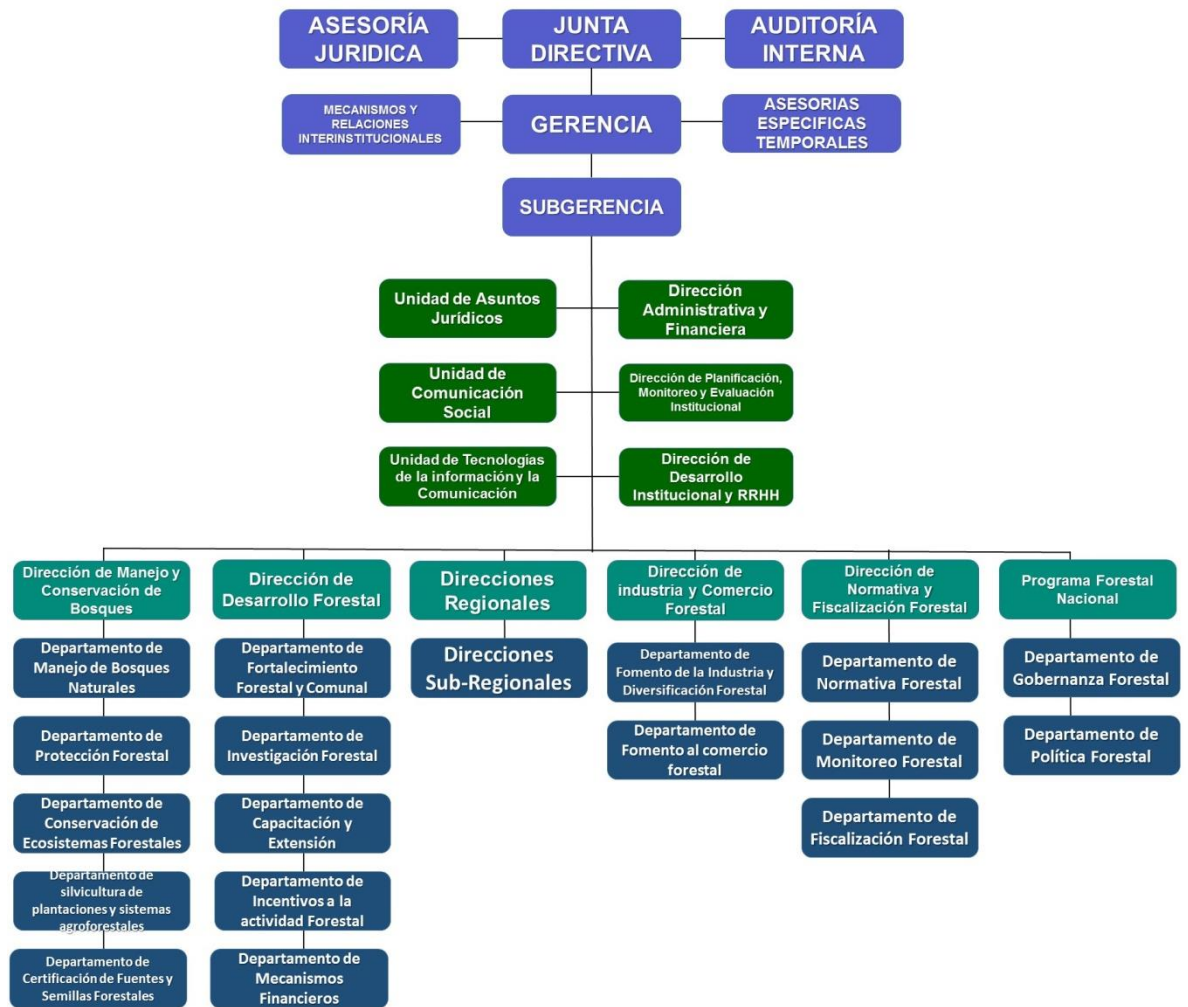 ASESORÍA
JURIDICA
JUNTA
DIRECTIVA
AUDITORÍA
INTERNA
MECANISMOS Y
RELACIONES
INTERINSTITUCIONALES
GERENCIA
ASESORIAS
ESPECIFICAS
TEMPORALES
SUBGERENCIA
Unidad de Asuntos
Jurídicos
Dirección
Administrativa y
Financiera
Unidad de
Comunicación
Social
Dirección de Planificación,
Monitoreo y Evaluación
Institucional
Unidad de Tecnologías
de la información y la
Comunicación
Dirección de
Desarrollo
Institucional y RRHH
Dirección de Manejo y
Conservación de
Bosques
Departamento de
Manejo de Bosques
Naturales
Departamento de
Protección Forestal
Departamento de
Conservación de
Ecosistemas Forestales
Departamento de
silvicultura de
plantaciones y sistemas
agroforestales
Departamento de
Certificación de Fuentes y
Semillas Forestales
Dirección de
Desarrollo Forestal
Departamento de
Fortalecimiento
Forestal y Comunal
Departamento de
Investigación Forestal
Departamento de
Capacitación y
Extensión
Departamento de
Incentivos a la
actividad Forestal
Departamento de
Mecanismos
Financieros
Direcciones
Regionales
Direcciones
Sub-Regionales
Dirección de
industria y Comercio
Forestal
Departamento de
Fomento de la Industria y
Diversificación Forestal
Departamento de
Fomento al comercio
forestal
Dirección de
Normativa y
Fiscalización Forestal
Departamento de
Normativa Forestal
Departamento de
Monitoreo Forestal
Departamento de
Fiscalización Forestal
Programa Forestal
Nacional
Departamento de
Gobernanza Forestal
Departamento de
Política Forestal